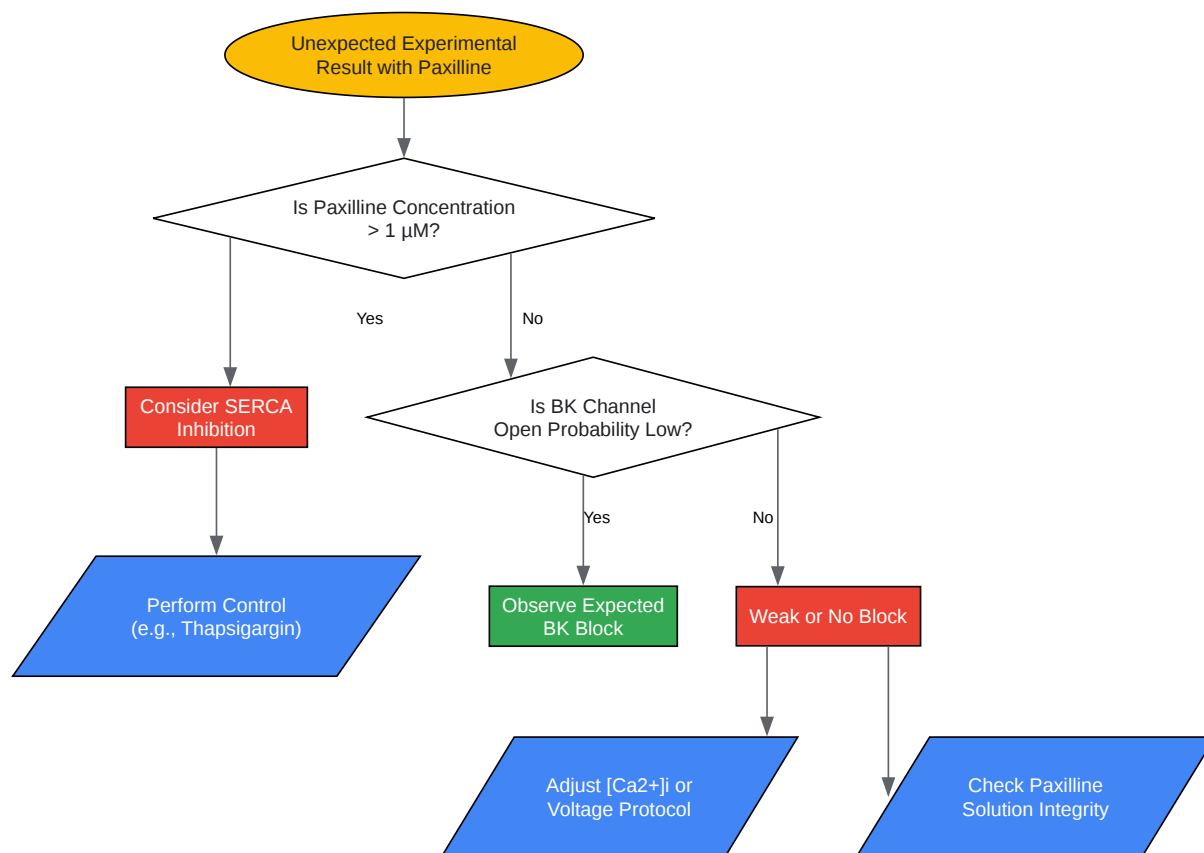 Unexpected Experimental
Result with Paxilline
Is Paxilline Concentration
> 1 µM?
Yes
No
Consider SERCA
Inhibition
Is BK Channel
Open Probability Low?
Yes
No
Perform Control
(e.g., Thapsigargin)
Observe Expected
BK Block
Weak or No Block
Adjust [Ca2+]i or
Voltage Protocol
Check Paxilline
Solution Integrity